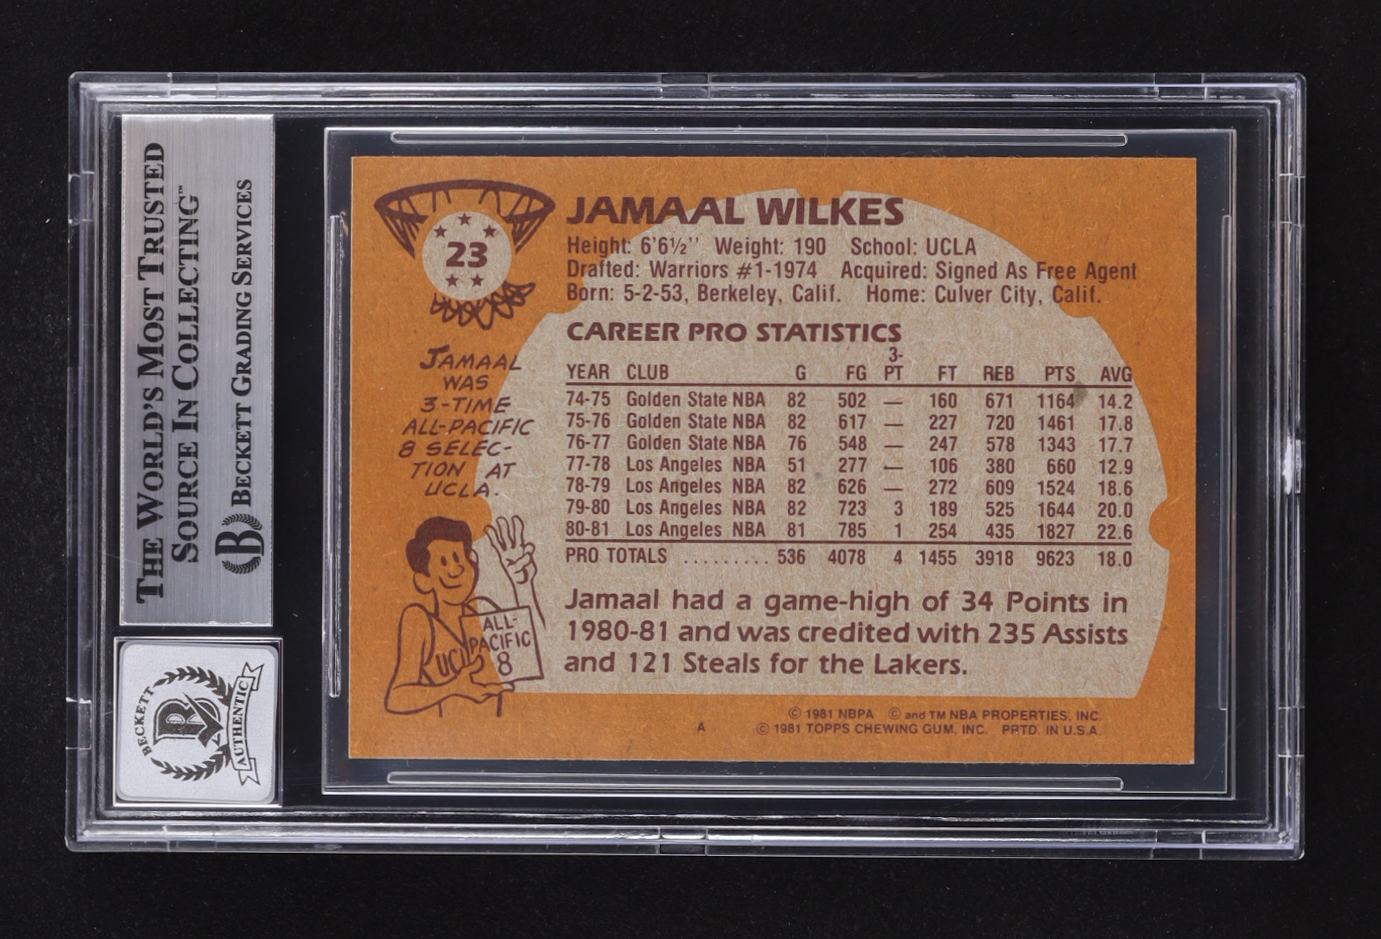 THE WORLD'S MOST TRUSTED
SOURCE IN COLLECTING™
B BECKETT GRADING SERVICES
BECKETT
B
AUTHENTIC
23
JAMAAL WILKES
Height: 6'6½'' Weight: 190 School: UCLA
Drafted: Warriors #1-1974 Acquired: Signed As Free Agent
Born: 5-2-53, Berkeley, Calif. Home: Culver City, Calif.
CAREER PRO STATISTICS
YEAR CLUB G FG 3-PT FT REB PTS AVG
74-75 Golden State NBA 82 502 — 160 671 1164 14.2
75-76 Golden State NBA 82 617 — 227 720 1461 17.8
76-77 Golden State NBA 76 548 — 247 578 1343 17.7
77-78 Los Angeles NBA 51 277 — 106 380 660 12.9
78-79 Los Angeles NBA 82 626 — 272 609 1524 18.6
79-80 Los Angeles NBA 82 723 3 189 525 1644 20.0
80-81 Los Angeles NBA 81 785 1 254 435 1827 22.6
PRO TOTALS ......... 536 4078 4 1455 3918 9623 18.0
Jamaal had a game-high of 34 Points in
1980-81 and was credited with 235 Assists
and 121 Steals for the Lakers.
JAMAAL
WAS
3-TIME
ALL-PACIFIC
8 SELEC-
TION AT
UCLA.
ALL-
PACIFIC
8
UCL
© 1981 NBPA © and TM NBA PROPERTIES, INC.
A © 1981 TOPPS CHEWING GUM, INC. PRTD. IN U.S.A.